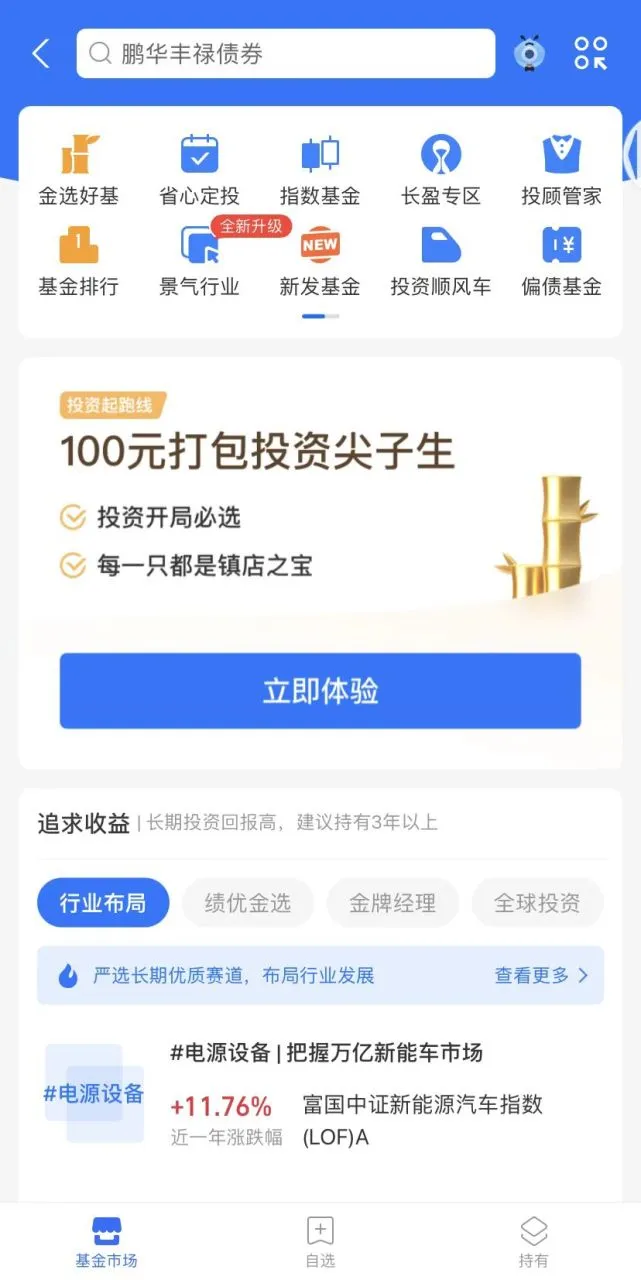 鹏华丰禄债券
金选好基 省心定投 指数基金 长盈专区 投顾管家
全新升级
1 NEW ¥
基金排行 景气行业 新发基金 投资顺风车 偏债基金
投资起跑线
100元打包投资尖子生
投资开局必选
每一只都是镇店之宝
立即体验
追求收益 | 长期投资回报高，建议持有3年以上
行业布局 绩优金选 金牌经理 全球投资
严选长期优质赛道，布局行业发展 查看更多
#电源设备 | 把握万亿新能车市场
#电源设备
+11.76% 富国中证新能源汽车指数
近一年涨跌幅 (LOF)A
基金市场 自选 持有